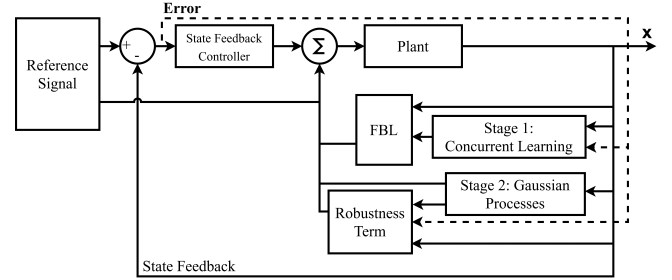 Error
Reference
Signal
+
-
State Feedback
Controller
Σ
Plant
x
FBL
Stage 1:
Concurrent Learning
Stage 2: Gaussian
Processes
Robustness
Term
State Feedback